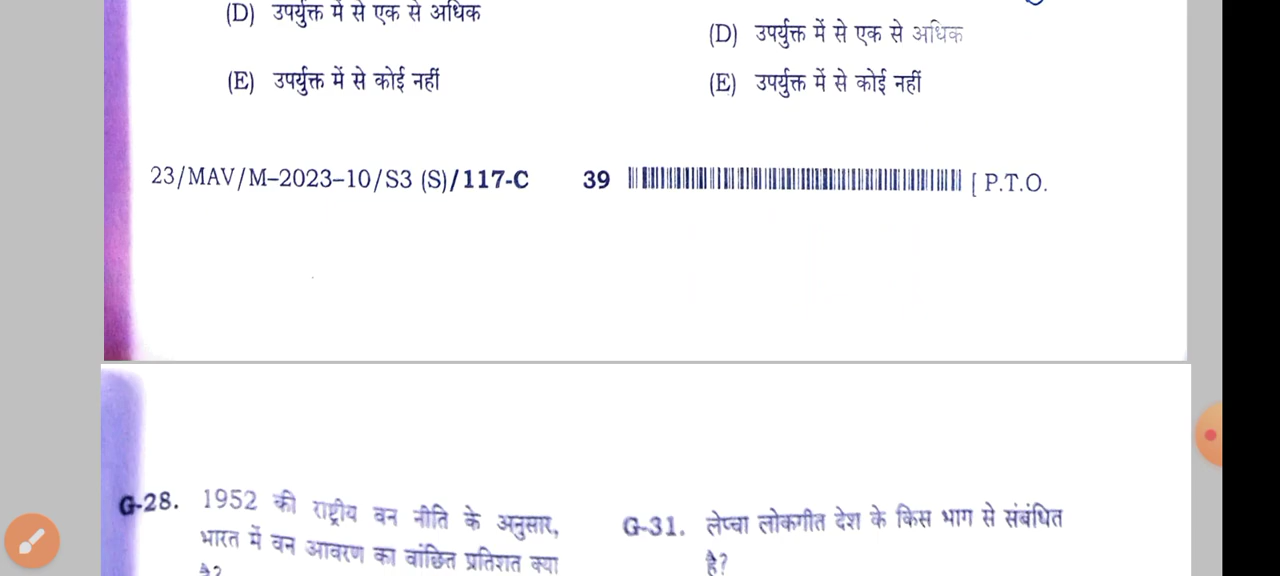 (D) उपर्युक्त में से एक से अधिक
(E) उपर्युक्त में से कोई नहीं
(D) उपर्युक्त में से एक से अधिक
(E) उपर्युक्त में से कोई नहीं
23/MAV/M–2023–10/S3 (S)/117-C 39 [ P.T.O.
G-28. 1952 की राष्ट्रीय वन नीति के अनुसार,
भारत में वन आवरण का वांछित प्रतिशत क्या
है?
G-31. लेप्चा लोकगीत देश के किस भाग से संबंधित
है?